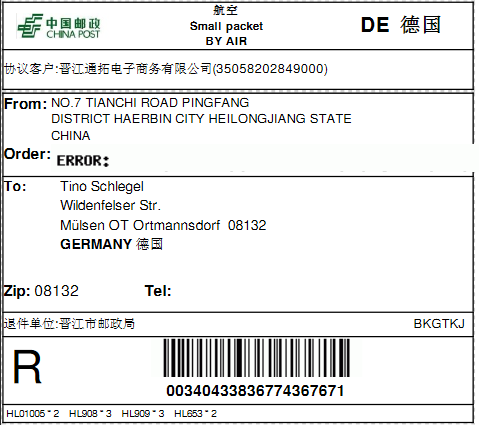 中国邮政
CHINA POST
航空
Small packet
BY AIR
DE 德国
协议客户:晋江通拓电子商务有限公司(35058202849000)
From: NO.7 TIANCHI ROAD PINGFANG
DISTRICT HAERBIN CITY HEILONGJIANG STATE
CHINA
Order: ERROR:
To: Tino Schlegel
Wildenfelser Str.
Mülsen OT Ortmannsdorf 08132
GERMANY 德国
Zip: 08132 Tel:
退件单位:晋江市邮政局 BKGTKJ
R
00340433836774367671
HL01005*2 HL908*3 HL909*3 HL653*2